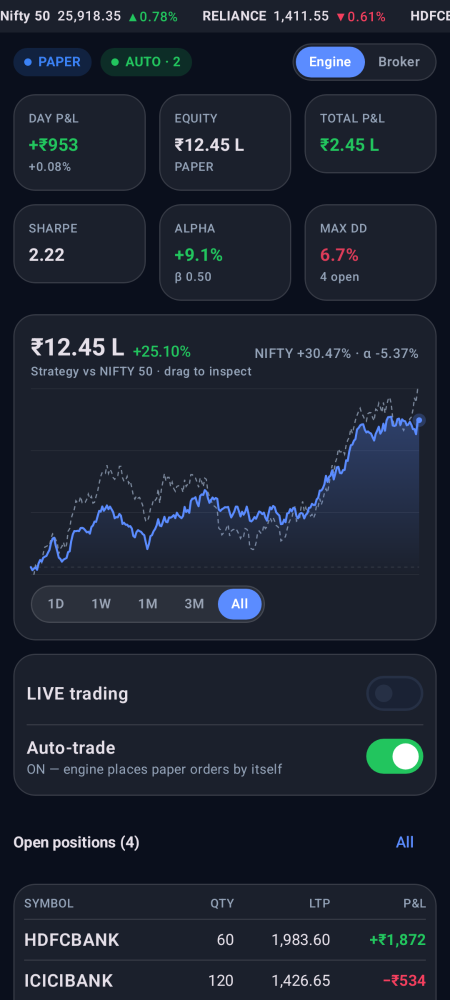 Nifty 50 25,918.35 ▲0.78% RELIANCE 1,411.55 ▼0.61% HDFCE
PAPER AUTO · 2 Engine Broker
DAY P&L EQUITY TOTAL P&L
+₹953 ₹12.45 L ₹2.45 L
+0.08% PAPER
SHARPE ALPHA MAX DD
2.22 +9.1% 6.7%
β 0.50 4 open
₹12.45 L +25.10% NIFTY +30.47% · α -5.37%
Strategy vs NIFTY 50 · drag to inspect
1D 1W 1M 3M All
LIVE trading
Auto-trade
ON — engine places paper orders by itself
Open positions (4) All
SYMBOL QTY LTP P&L
HDFCBANK 60 1,983.60 +₹1,872
ICICIBANK 120 1,426.65 −₹534